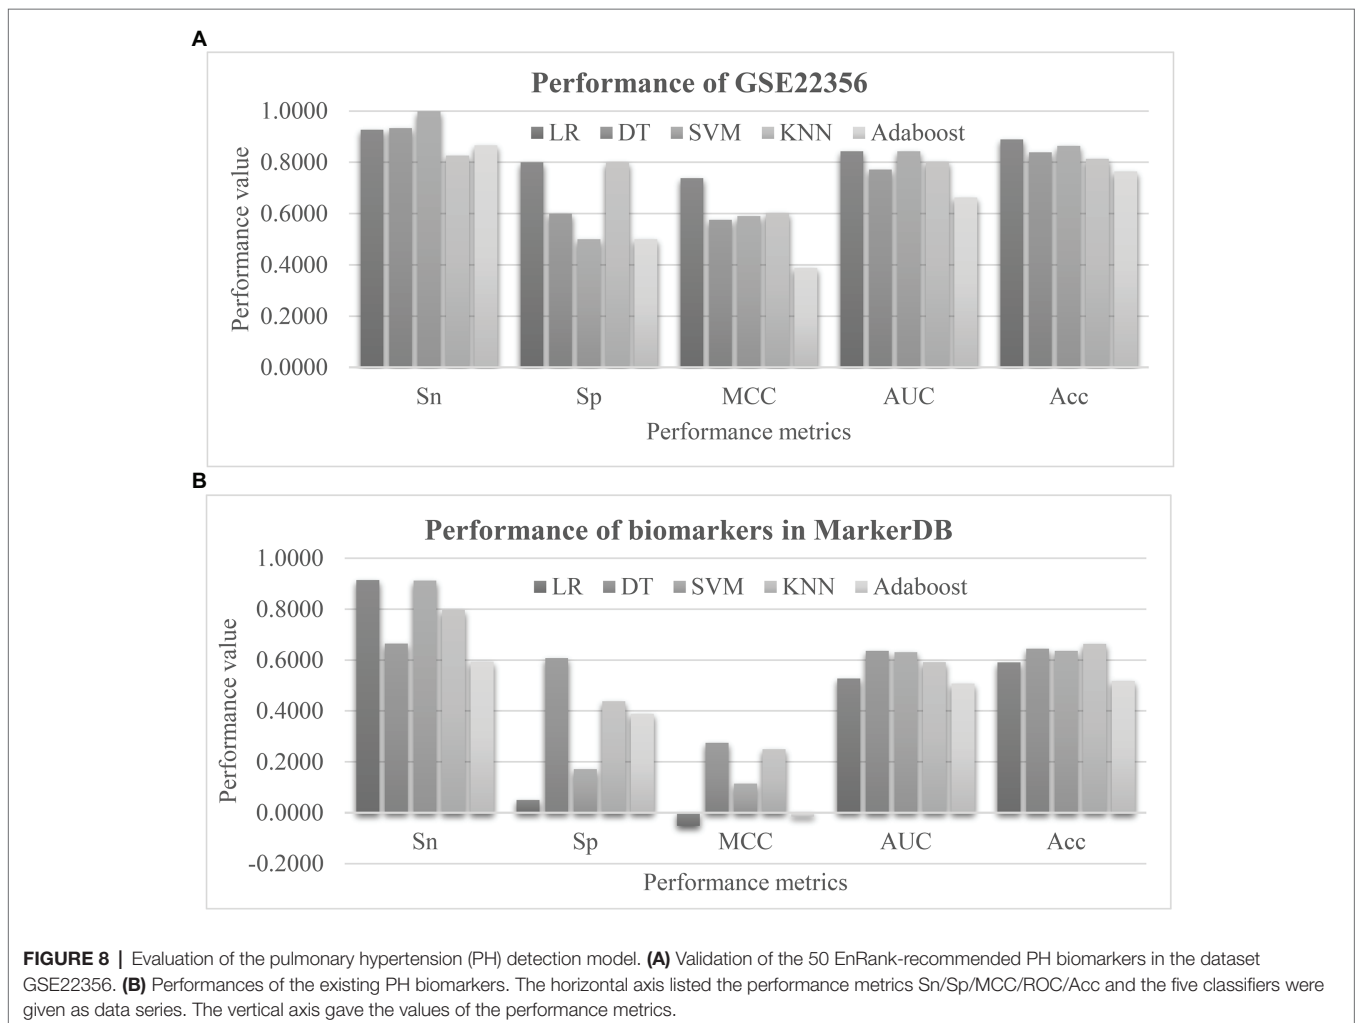 A
Performance of GSE22356
LR DT SVM KNN Adaboost
Performance value
1.0000
0.8000
0.6000
0.4000
0.2000
0.0000
Sn Sp MCC AUC Acc
Performance metrics
B
Performance of biomarkers in MarkerDB
LR DT SVM KNN Adaboost
Performance value
1.0000
0.8000
0.6000
0.4000
0.2000
0.0000
-0.2000
Sn Sp MCC AUC Acc
Performance metrics
FIGURE 8 | Evaluation of the pulmonary hypertension (PH) detection model. (A) Validation of the 50 EnRank-recommended PH biomarkers in the dataset
GSE22356. (B) Performances of the existing PH biomarkers. The horizontal axis listed the performance metrics Sn/Sp/MCC/ROC/Acc and the five classifiers were
given as data series. The vertical axis gave the values of the performance metrics.